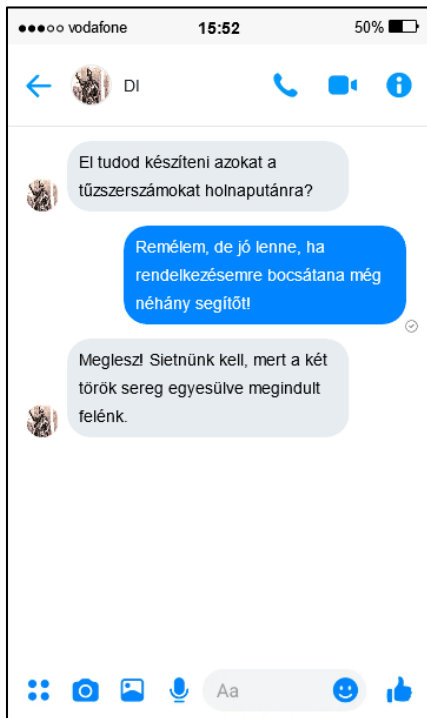 vodafone 15:52 50%
DI
El tudod készíteni azokat a
tűzszerszámokat holnaputánra?
Remélem, de jó lenne, ha
rendelkezésemre bocsátana még
néhány segítőt!
Meglesz! Sietnünk kell, mert a két
török sereg egyesülve megindult
felénk.
Aa